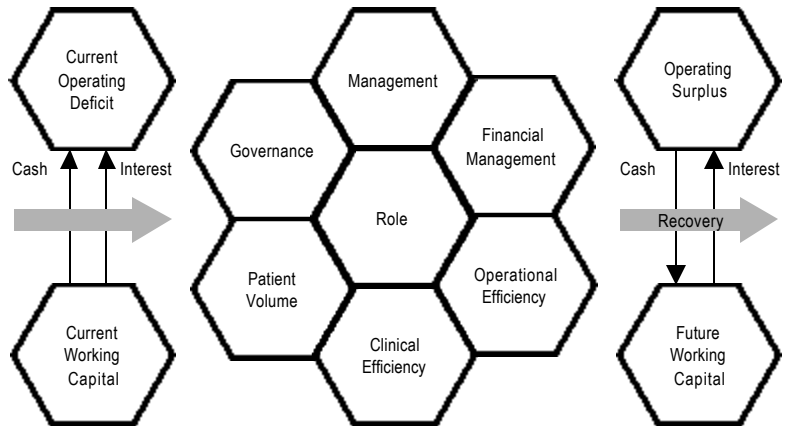 Current
Operating
Deficit
Cash
Interest
Current
Working
Capital
Management
Governance
Financial
Management
Role
Patient
Volume
Operational
Efficiency
Clinical
Efficiency
Operating
Surplus
Cash
Interest
Recovery
Future
Working
Capital